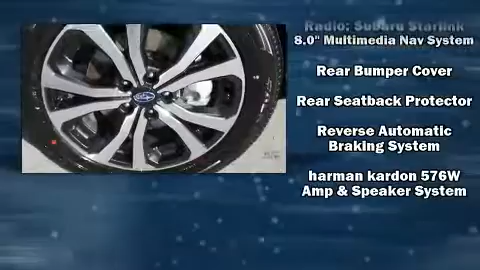 Radio: Subaru Starlink
8.0" Multimedia Nav System
Rear Bumper Cover
Rear Seatback Protector
Reverse Automatic
Braking System
harman kardon 576W
Amp & Speaker System